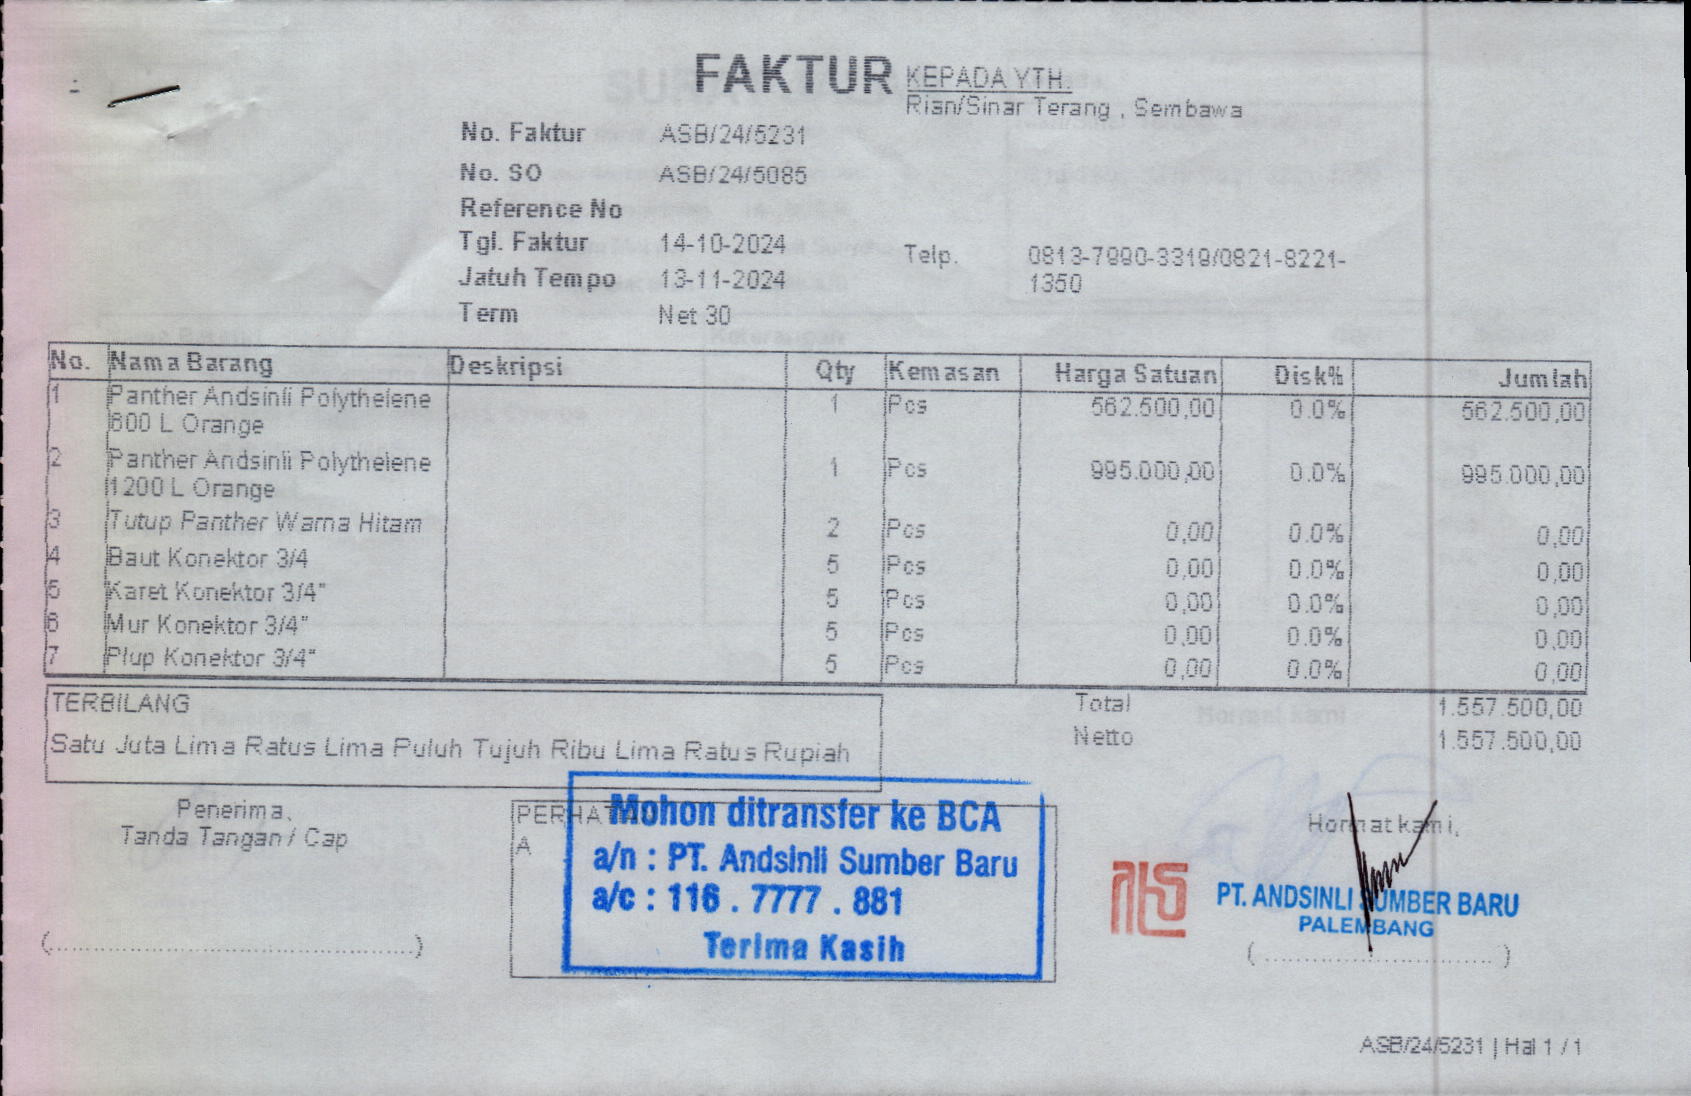 FAKTUR
KEPADA YTH.
Rian/Sinar Terang , Sembawa
No. Faktur ASB/24/5231
No. SO ASB/24/5085
Reference No
Tgl. Faktur 14-10-2024
Telp. 0813-7990-3319/0821-8221-
1350
Jatuh Tempo 13-11-2024
Term Net 30
No. Nama Barang Deskripsi Qty Kemasan Harga Satuan Disk% Jumlah
1 Panther Andsinli Polythelene 1 Pcs 562.500,00 0.0% 562.500,00
600 L Orange
2 Panther Andsinli Polythelene 1 Pcs 995.000,00 0.0% 995.000,00
1200 L Orange
3 Tutup Panther Warna Hitam 2 Pcs 0,00 0.0% 0,00
4 Baut Konektor 3/4 5 Pcs 0,00 0.0% 0,00
5 Karet Konektor 3/4" 5 Pcs 0,00 0.0% 0,00
6 Mur Konektor 3/4" 5 Pcs 0,00 0.0% 0,00
7 Plup Konektor 3/4" 5 Pcs 0,00 0.0% 0,00
TERBILANG
Satu Juta Lima Ratus Lima Puluh Tujuh Ribu Lima Ratus Rupiah
Total 1.557.500,00
Netto 1.557.500,00
Penerima,
Tanda Tangan / Cap
(........................................)
PERHATIAN
A
Mohon ditransfer ke BCA
a/n : PT. Andsinli Sumber Baru
a/c : 116 . 7777 . 881
Terima Kasih
Hormat kami,
PT. ANDSINLI SUMBER BARU
PALEMBANG
(..............................)
ASB/24/5231 | Hal 1 / 1